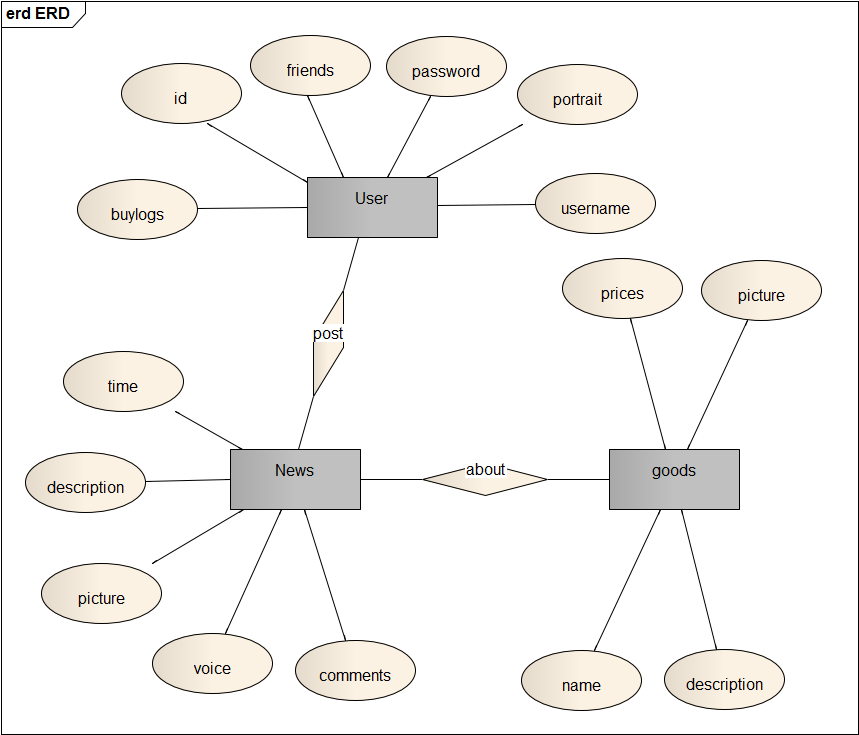 erd ERD
friends
password
id
portrait
User
buylogs
username
prices
picture
post
time
News
about
goods
description
picture
voice
comments
name
description